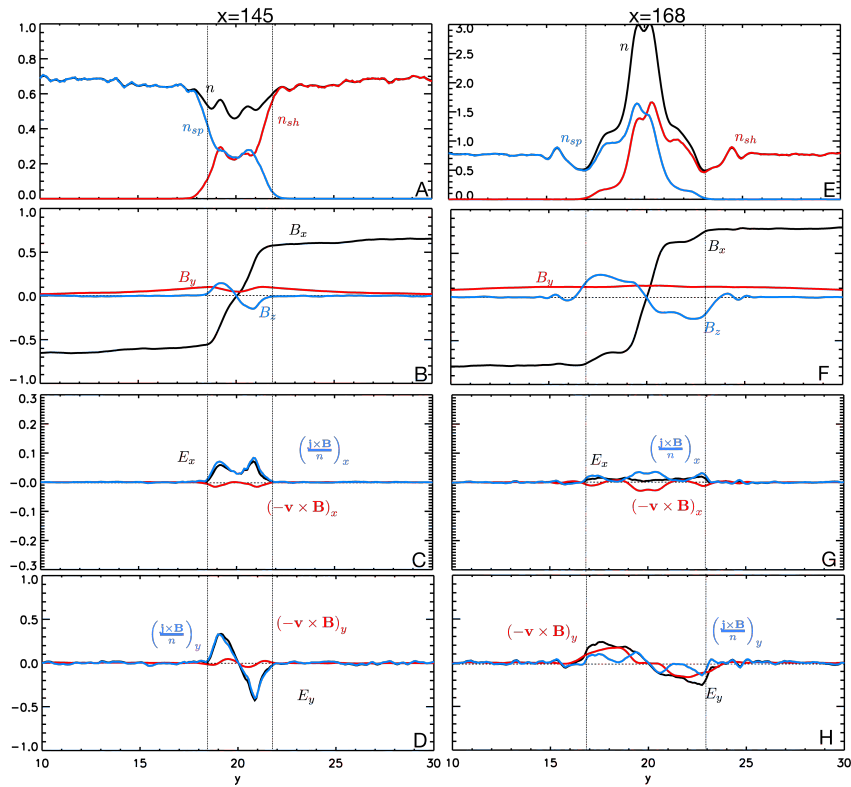 x=145
x=168
1.0
0.8
0.6
0.4
0.2
0.0
n
n_sp
n_sh
A
3.0
2.5
2.0
1.5
1.0
0.5
0.0
n
n_sp
n_sh
E
1.0
0.5
0.0
−0.5
−1.0
B_x
B_y
B_z
B
B_y
B_x
B_z
F
0.3
0.2
0.1
−0.0
−0.1
−0.2
−0.3
E_x
(j×B/n)_x
(−v × B)_x
C
E_x
(j×B/n)_x
(−v × B)_x
G
1.0
0.5
0.0
−0.5
−1.0
(j×B/n)_y
(−v × B)_y
E_y
D
(−v × B)_y
(j×B/n)_y
E_y
H
10 15 20 25 30
y
10 15 20 25 30
y